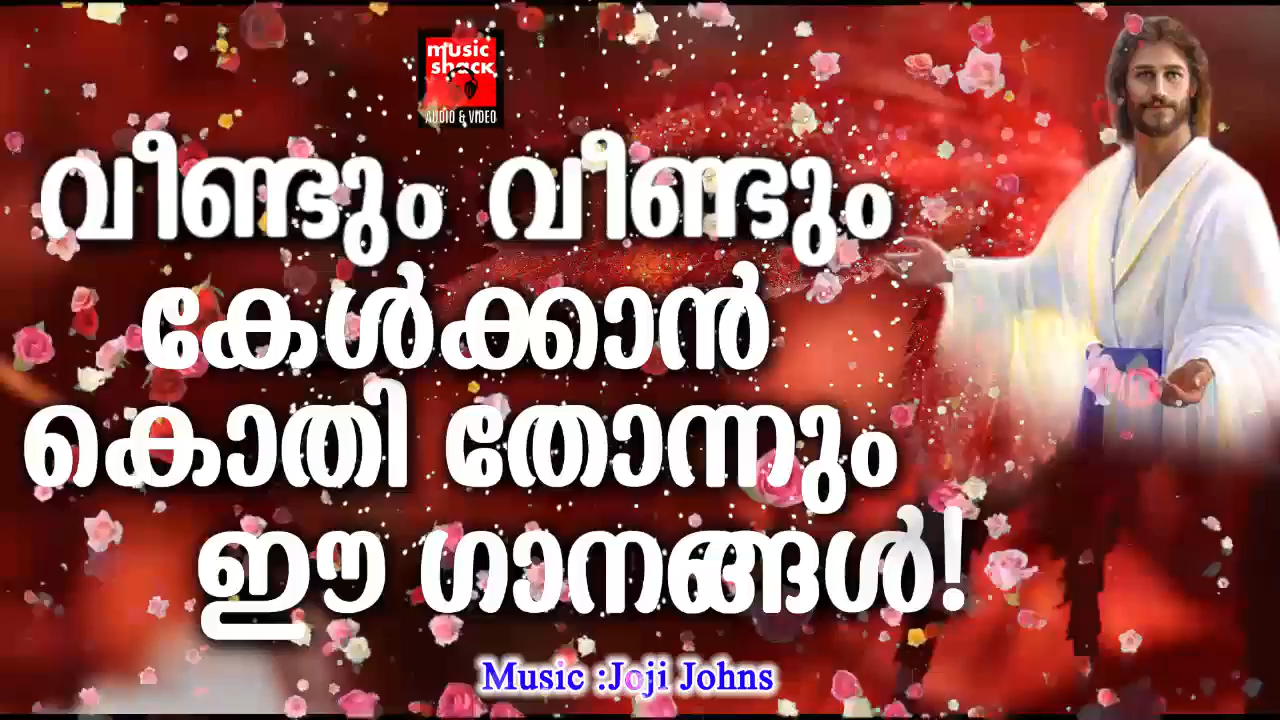 music
shack
AUDIO & VIDEO
വീണ്ടും വീണ്ടും
കേൾക്കാൻ
കൊതി തോന്നും
ഈ ഗാനങ്ങൾ!
Music :Joji Johns